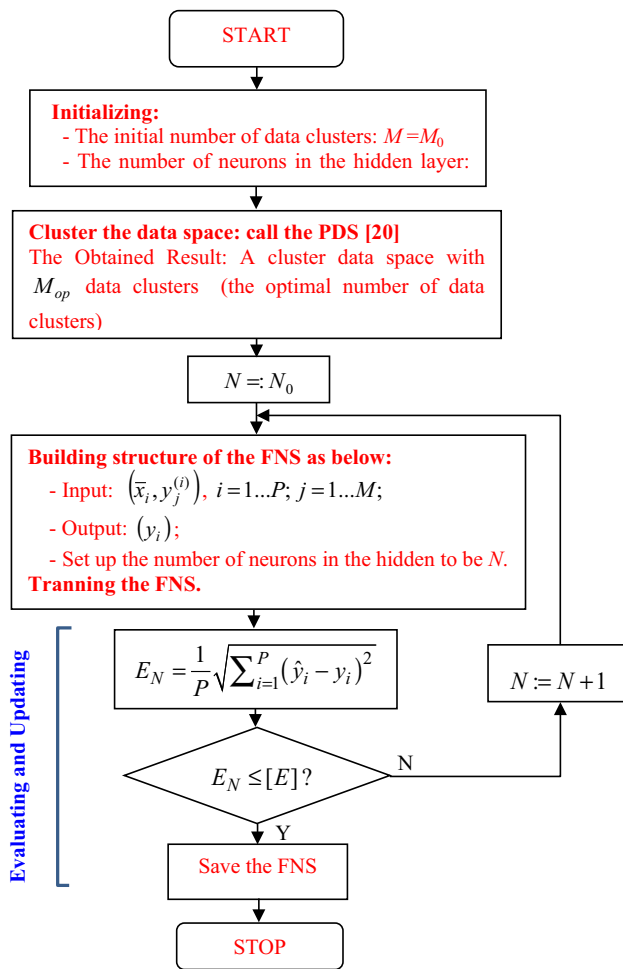 START
Initializing:
- The initial number of data clusters: M=M₀
- The number of neurons in the hidden layer:
Cluster the data space: call the PDS [20]
The Obtained Result: A cluster data space with
Mₒₚ data clusters (the optimal number of data
clusters)
N =: N₀
Building structure of the FNS as below:
- Input: (x̄ᵢ, yⱼ⁽ⁱ⁾), i = 1...P; j = 1...M;
- Output: (yᵢ);
- Set up the number of neurons in the hidden to be N.
Tranning the FNS.
Evaluating and Updating
E_N = 1/P √(∑ᵢ₌₁ᴾ (ŷᵢ − yᵢ)²)
N := N + 1
E_N ≤ [E] ?
N
Y
Save the FNS
STOP